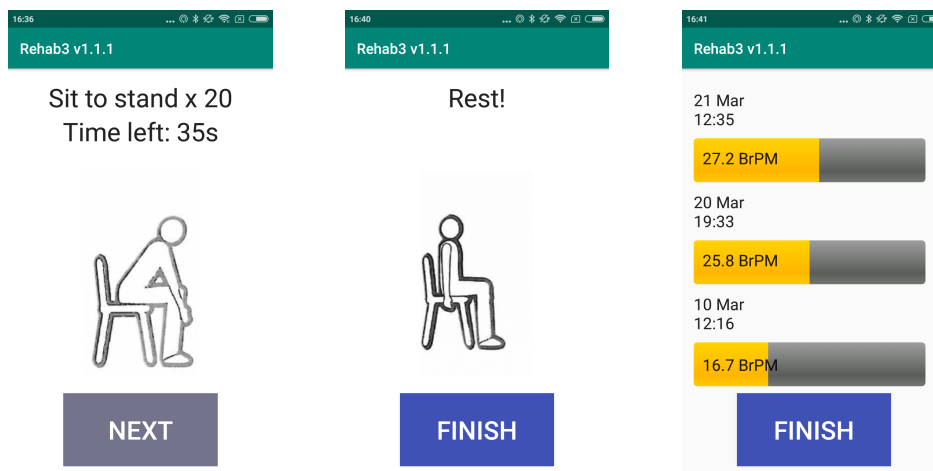 16:36
Rehab3 v1.1.1
Sit to stand x 20
Time left: 35s
NEXT
16:40
Rehab3 v1.1.1
Rest!
FINISH
16:41
Rehab3 v1.1.1
21 Mar
12:35
27.2 BrPM
20 Mar
19:33
25.8 BrPM
10 Mar
12:16
16.7 BrPM
FINISH